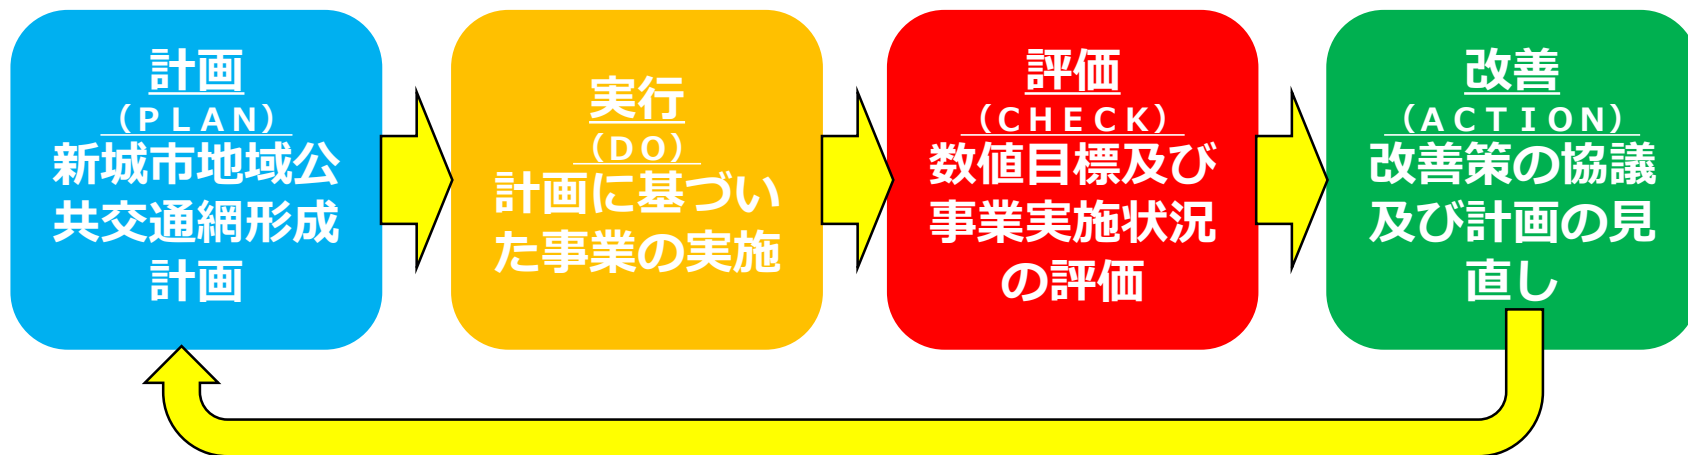 計画
（ＰＬＡＮ）
新城市地域公
共交通網形成
計画
実行
（ＤＯ）
計画に基づい
た事業の実施
評価
（ＣＨＥＣＫ）
数値目標及び
事業実施状況
の評価
改善
（ＡＣＴＩＯＮ）
改善策の協議
及び計画の見
直し